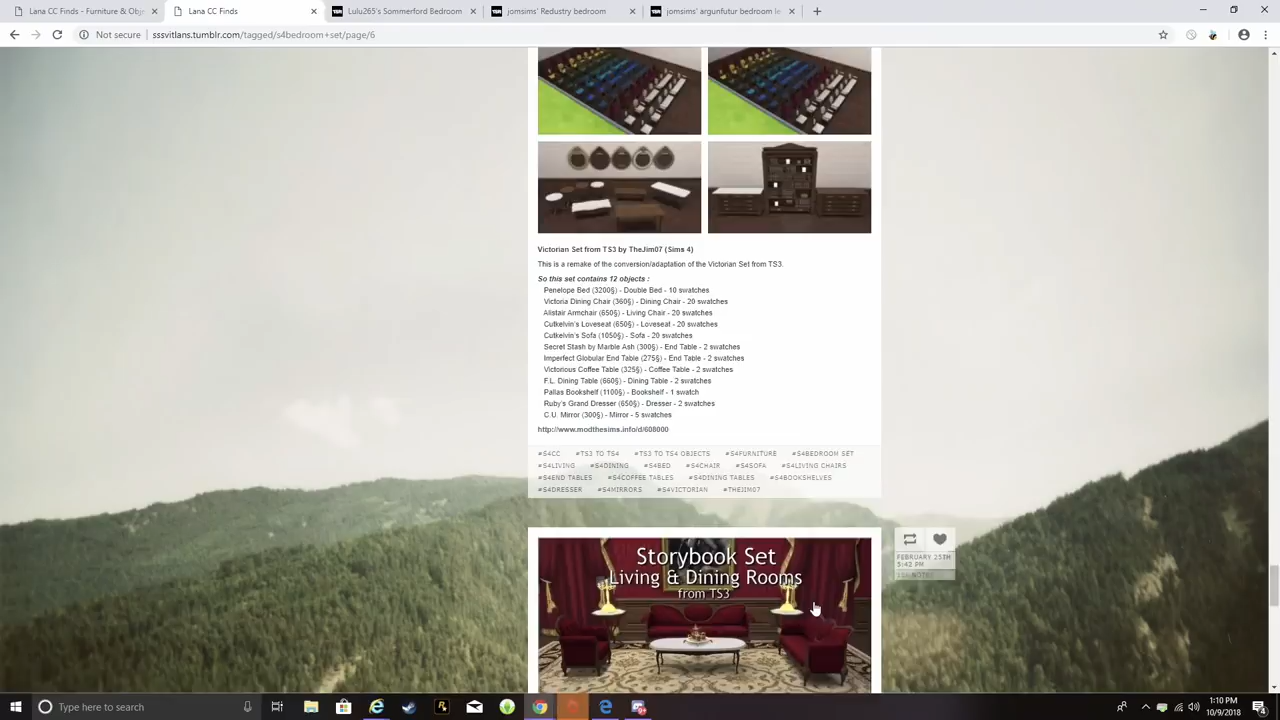 Lana CC Finds - Furniture & Obj
Lana CC Finds
Lulu265's Sommerford Bedroom
jomsims' Redustry bedroom
jomsims' argunfutur bedroom le
Not secure
sssvitlans.tumblr.com/tagged/s4bedroom+set/page/6
Victorian Set from TS3 by TheJim07 (Sims 4)
This is a remake of the conversion/adaptation of the Victorian Set from TS3.
So this set contains 12 objects :
Penelope Bed (3200§) - Double Bed - 10 swatches
Victoria Dining Chair (360§) - Dining Chair - 20 swatches
Alistair Armchair (650§) - Living Chair - 20 swatches
Cutkelvin's Loveseat (650§) - Loveseat - 20 swatches
Cutkelvin's Sofa (1050§) - Sofa - 20 swatches
Secret Stash by Marble Ash (300§) - End Table - 2 swatches
Imperfect Globular End Table (275§) - End Table - 2 swatches
Victorious Coffee Table (325§) - Coffee Table - 2 swatches
F.L. Dining Table (660§) - Dining Table - 2 swatches
Pallas Bookshelf (1100§) - Bookshelf - 1 swatch
Ruby's Grand Dresser (650§) - Dresser - 2 swatches
C.U. Mirror (300§) - Mirror - 5 swatches
http://www.modthesims.info/d/608000
#S4CC #TS3 TO TS4 #TS3 TO TS4 OBJECTS #S4FURNITURE #S4BEDROOM SET
#S4LIVING #S4DINING #S4BED #S4CHAIR #S4SOFA #S4LIVING CHAIRS
#S4END TABLES #S4COFFEE TABLES #S4DINING TABLES #S4BOOKSHELVES
#S4DRESSER #S4MIRRORS #S4VICTORIAN #THEJIM07
Storybook Set
Living & Dining Rooms
from TS3
FEBRUARY 25TH
5:42 PM
Type here to search
1:10 PM
10/9/2018